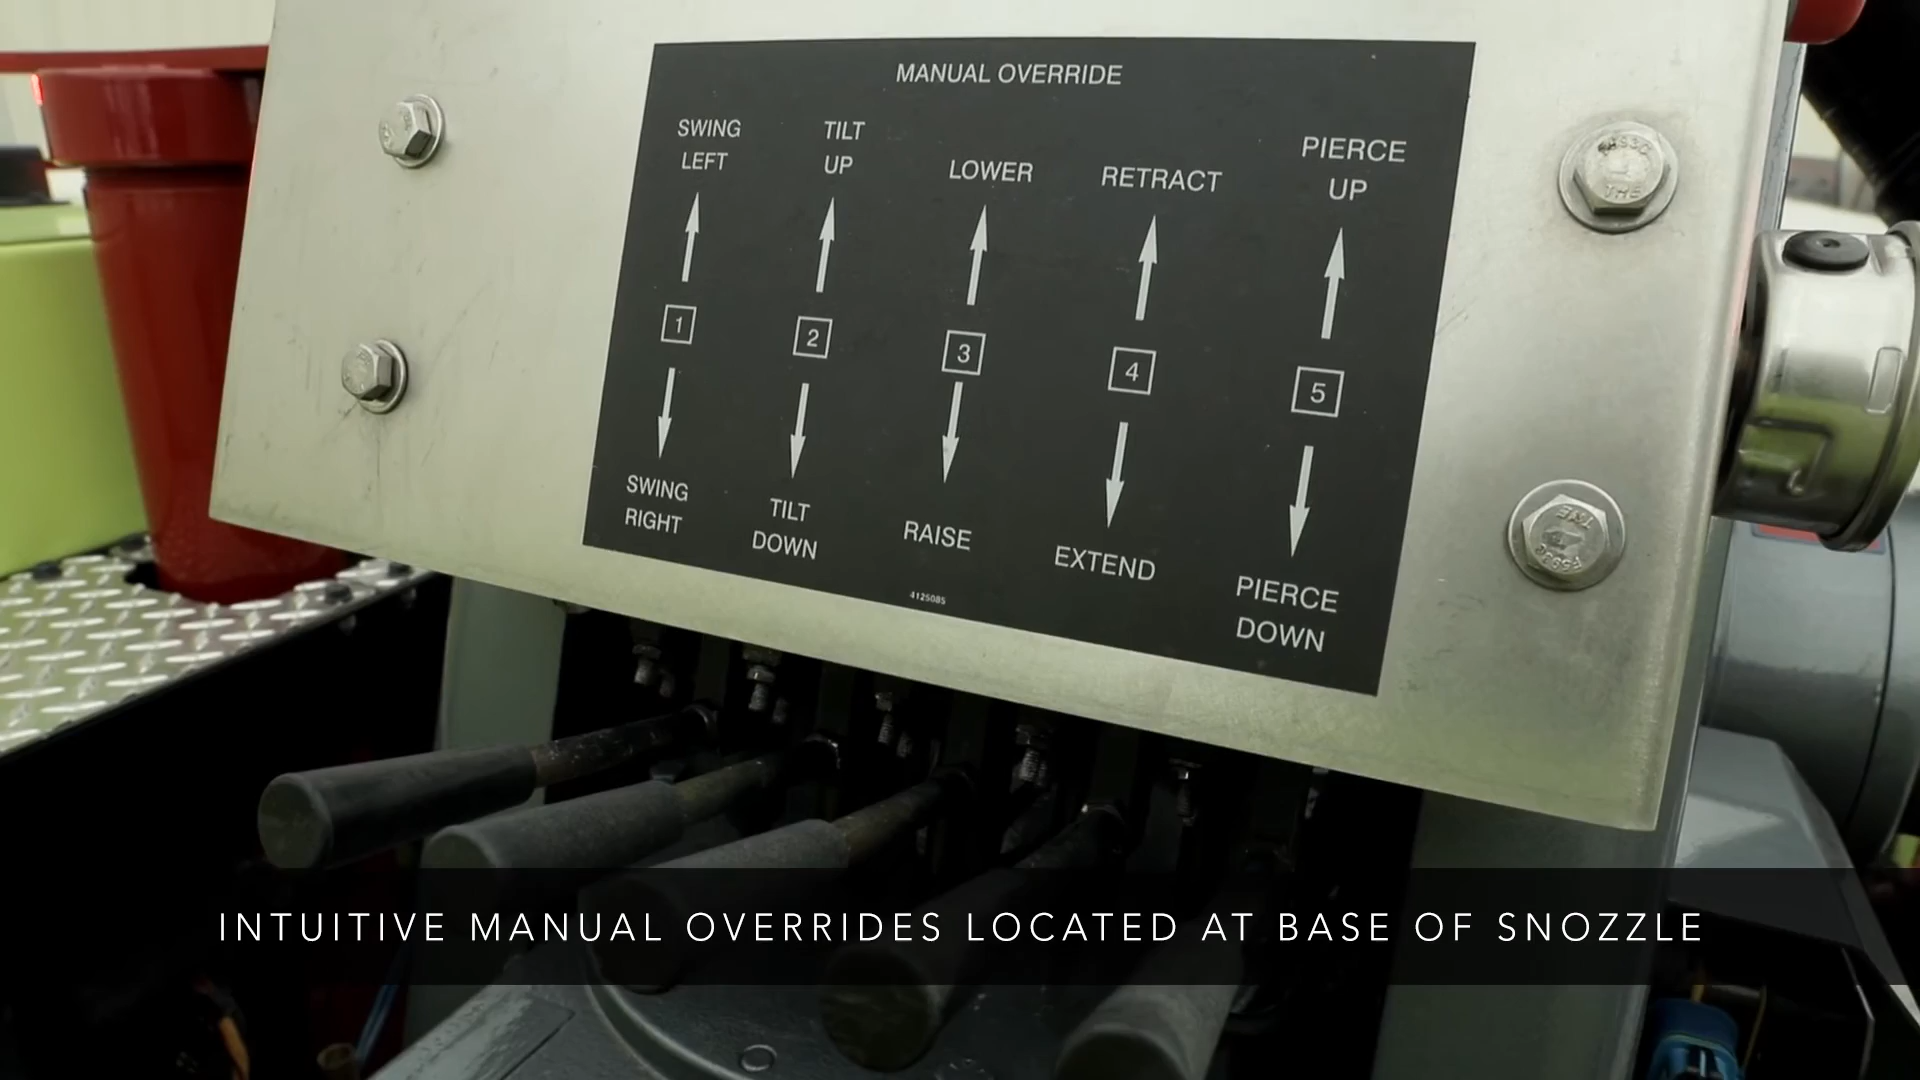 MANUAL OVERRIDE
SWING
LEFT
TILT
UP
LOWER
RETRACT
PIERCE
UP
1
2
3
4
5
SWING
RIGHT
TILT
DOWN
RAISE
EXTEND
PIERCE
DOWN
4125085
INTUITIVE MANUAL OVERRIDES LOCATED AT BASE OF SNOZZLE